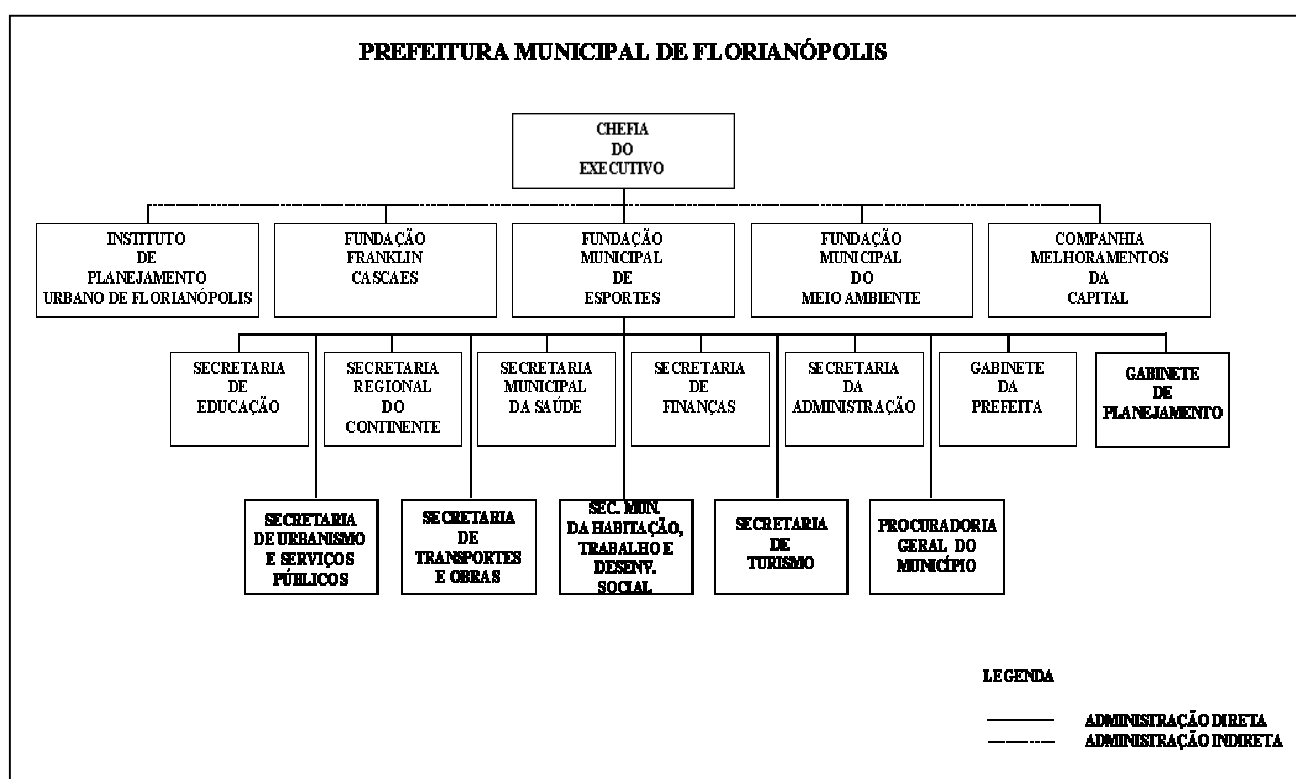 PREFEITURA MUNICIPAL DE FLORIANÓPOLIS
CHEFIA
DO
EXECUTIVO
INSTITUTO
DE
PLANEJAMENTO
URBANO DE FLORIANÓPOLIS
FUNDAÇÃO
FRANKLIN
CASCAES
FUNDAÇÃO
MUNICIPAL
DE
ESPORTES
FUNDAÇÃO
MUNICIPAL
DO
MEIO AMBIENTE
COMPANHIA
MELHORAMENTOS
DA
CAPITAL
SECRETARIA
DE
EDUCAÇÃO
SECRETARIA
REGIONAL
DO
CONTINENTE
SECRETARIA
MUNICIPAL
DA SAÚDE
SECRETARIA
DE
FINANÇAS
SECRETARIA
DA
ADMINISTRAÇÃO
GABINETE
DA
PREFEITA
GABINETE
DE
PLANEJAMENTO
SECRETARIA
DE URBANISMO
E SERVIÇOS
PÚBLICOS
SECRETARIA
DE
TRANSPORTES
E OBRAS
SEC. MUN.
DA HABITAÇÃO,
TRABALHO E
DESENV.
SOCIAL
SECRETARIA
DE
TURISMO
PROCURADORIA
GERAL DO
MUNICÍPIO
LEGENDA
ADMINISTRAÇÃO DIRETA
ADMINISTRAÇÃO INDIRETA